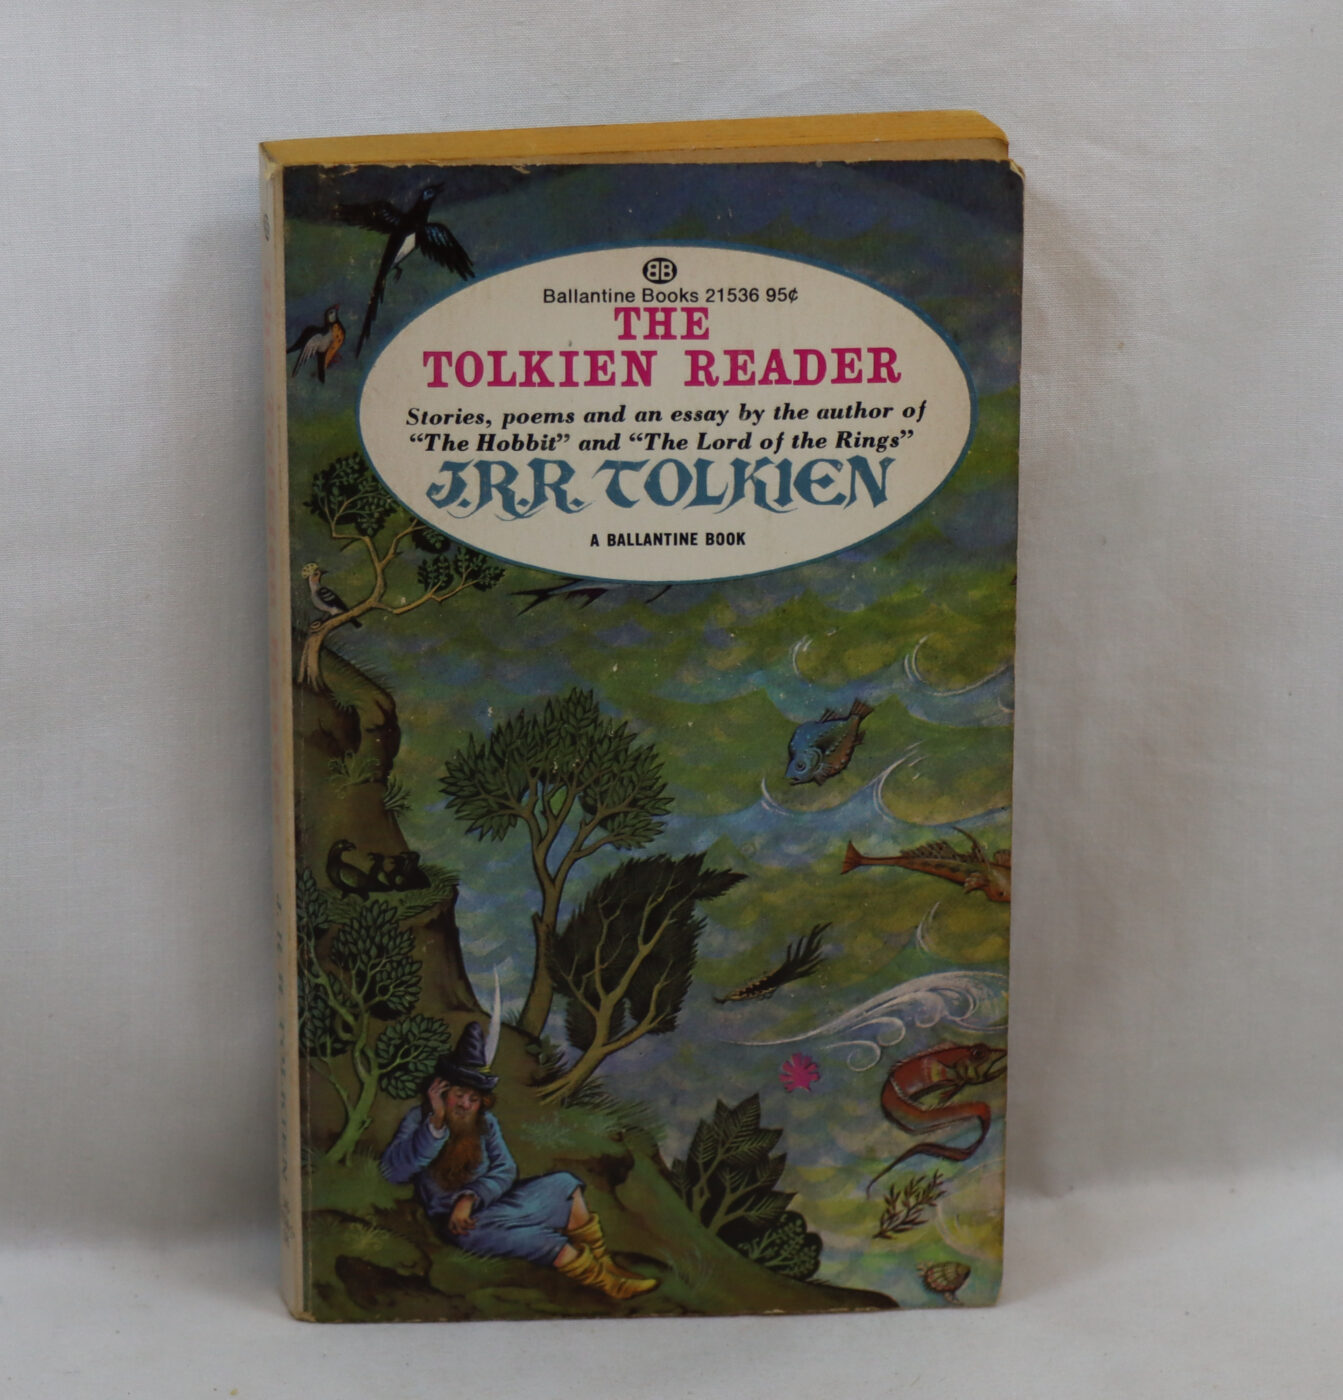 BB
Ballantine Books 21536 95¢
THE
TOLKIEN READER
Stories, poems and an essay by the author of
“The Hobbit” and “The Lord of the Rings”
J.R.R. TOLKIEN
A BALLANTINE BOOK